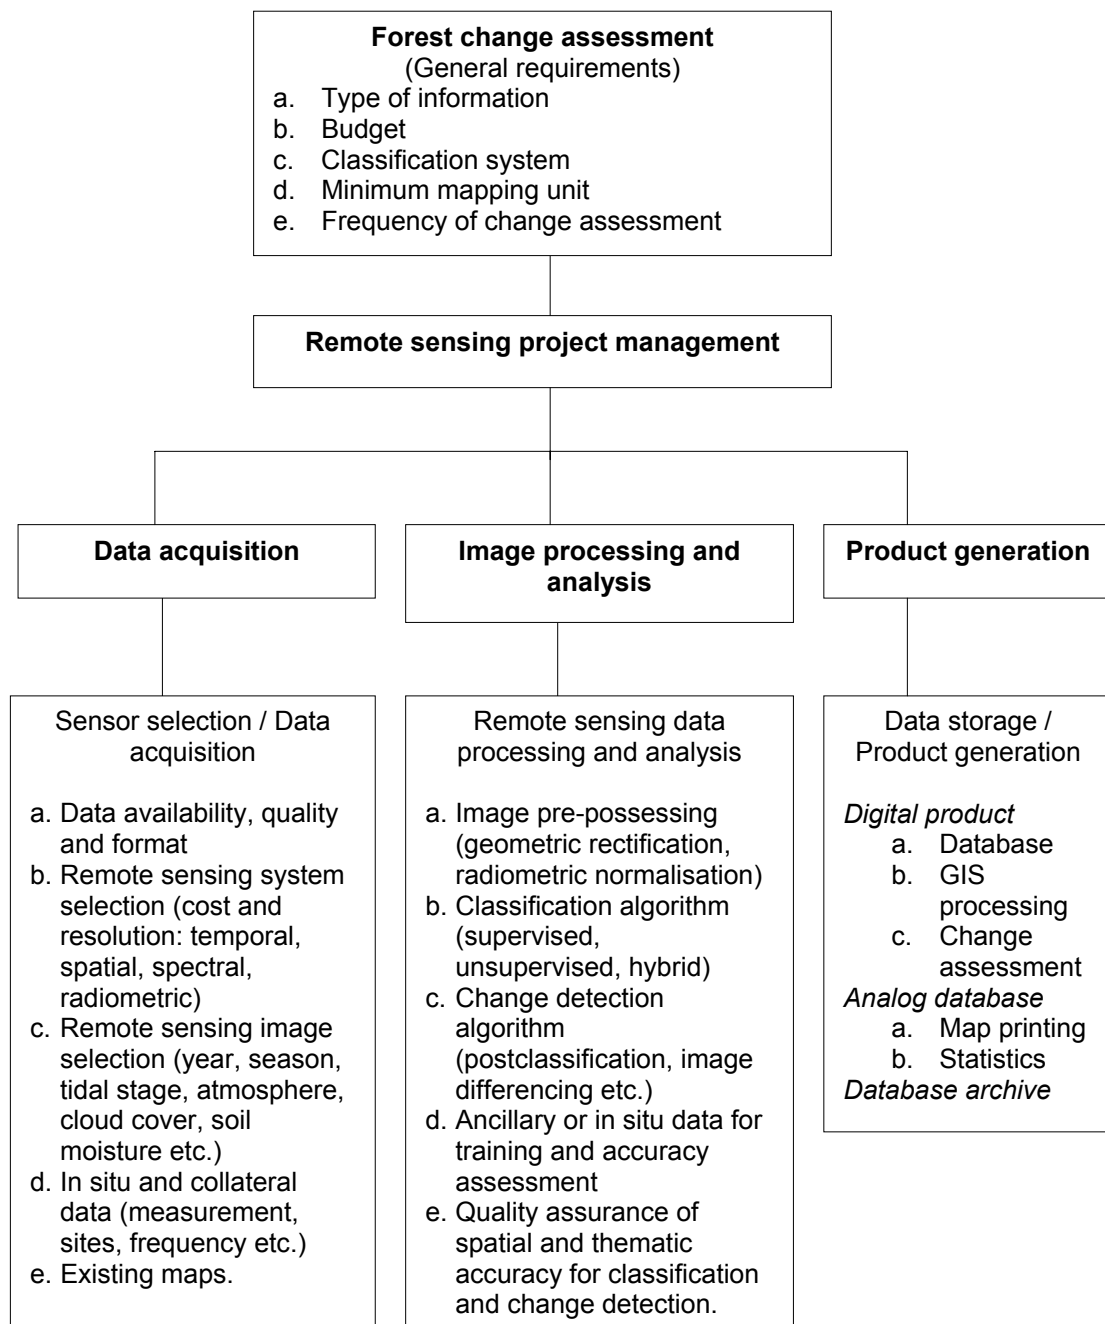 Forest change assessment
(General requirements)
a. Type of information
b. Budget
c. Classification system
d. Minimum mapping unit
e. Frequency of change assessment
Remote sensing project management
Data acquisition
Image processing and
analysis
Product generation
Sensor selection / Data
acquisition
a. Data availability, quality
and format
b. Remote sensing system
selection (cost and
resolution: temporal,
spatial, spectral,
radiometric)
c. Remote sensing image
selection (year, season,
tidal stage, atmosphere,
cloud cover, soil
moisture etc.)
d. In situ and collateral
data (measurement,
sites, frequency etc.)
e. Existing maps.
Remote sensing data
processing and analysis
a. Image pre-possessing
(geometric rectification,
radiometric normalisation)
b. Classification algorithm
(supervised,
unsupervised, hybrid)
c. Change detection
algorithm
(postclassification, image
differencing etc.)
d. Ancillary or in situ data for
training and accuracy
assessment
e. Quality assurance of
spatial and thematic
accuracy for classification
and change detection.
Data storage /
Product generation
Digital product
a. Database
b. GIS
processing
c. Change
assessment
Analog database
a. Map printing
b. Statistics
Database archive